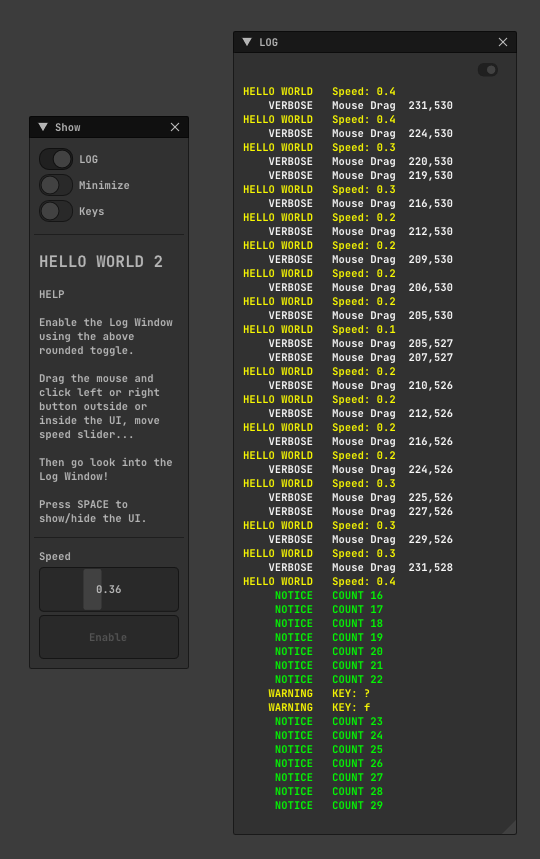 Show
LOG
Minimize
Keys
HELLO WORLD 2
HELP
Enable the Log Window
using the above
rounded toggle.
Drag the mouse and
click left or right
button outside or
inside the UI, move
speed slider...
Then go look into the
Log Window!
Press SPACE to
show/hide the UI.
Speed
0.36
Enable
LOG
HELLO WORLD Speed: 0.4
VERBOSE Mouse Drag 231,530
HELLO WORLD Speed: 0.4
VERBOSE Mouse Drag 224,530
HELLO WORLD Speed: 0.3
VERBOSE Mouse Drag 220,530
VERBOSE Mouse Drag 219,530
HELLO WORLD Speed: 0.3
VERBOSE Mouse Drag 216,530
HELLO WORLD Speed: 0.2
VERBOSE Mouse Drag 212,530
HELLO WORLD Speed: 0.2
VERBOSE Mouse Drag 209,530
HELLO WORLD Speed: 0.2
VERBOSE Mouse Drag 206,530
HELLO WORLD Speed: 0.2
VERBOSE Mouse Drag 205,530
HELLO WORLD Speed: 0.1
VERBOSE Mouse Drag 205,527
VERBOSE Mouse Drag 207,527
HELLO WORLD Speed: 0.2
VERBOSE Mouse Drag 210,526
HELLO WORLD Speed: 0.2
VERBOSE Mouse Drag 212,526
HELLO WORLD Speed: 0.2
VERBOSE Mouse Drag 216,526
HELLO WORLD Speed: 0.2
VERBOSE Mouse Drag 224,526
HELLO WORLD Speed: 0.3
VERBOSE Mouse Drag 225,526
VERBOSE Mouse Drag 227,526
HELLO WORLD Speed: 0.3
VERBOSE Mouse Drag 229,526
HELLO WORLD Speed: 0.3
VERBOSE Mouse Drag 231,528
HELLO WORLD Speed: 0.4
NOTICE COUNT 16
NOTICE COUNT 17
NOTICE COUNT 18
NOTICE COUNT 19
NOTICE COUNT 20
NOTICE COUNT 21
NOTICE COUNT 22
WARNING KEY: ?
WARNING KEY: f
NOTICE COUNT 23
NOTICE COUNT 24
NOTICE COUNT 25
NOTICE COUNT 26
NOTICE COUNT 27
NOTICE COUNT 28
NOTICE COUNT 29